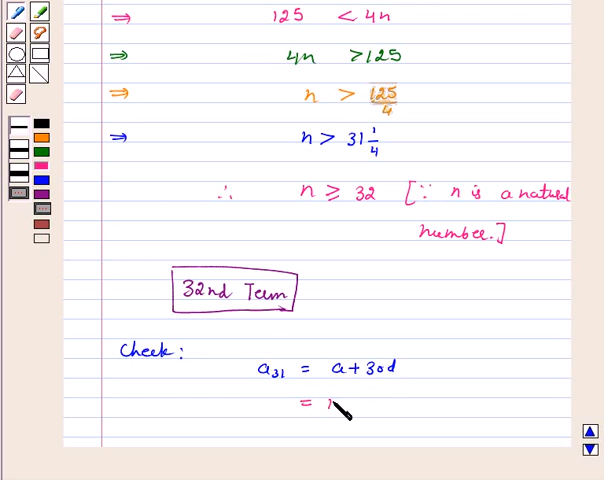 ⇒ 125 < 4n
⇒ 4n > 125
⇒ n > 125/4
⇒ n > 31 1/4
∴ n ≥ 32 [∵ n is a natural
number.]
32nd Term
Check:
a₃₁ = a + 30d
=